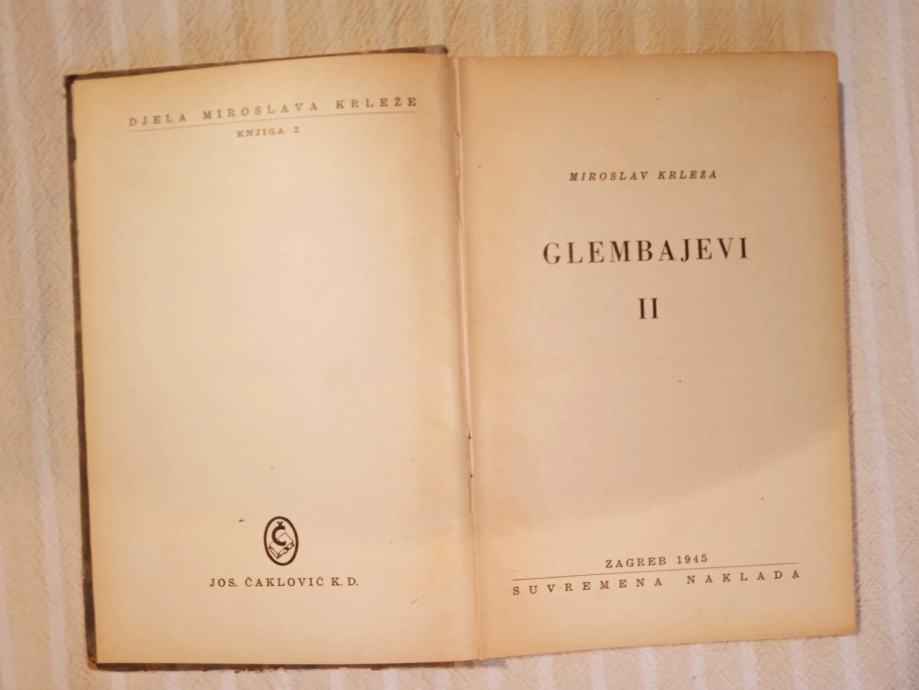 DJELA MIROSLAVA KRLEŽE
KNJIGA 2
Č
JOS. ČAKLOVIĆ K. D.
MIROSLAV KRLEŽA
GLEMBAJEVI
II
ZAGREB 1945
SUVREMENA NAKLADA